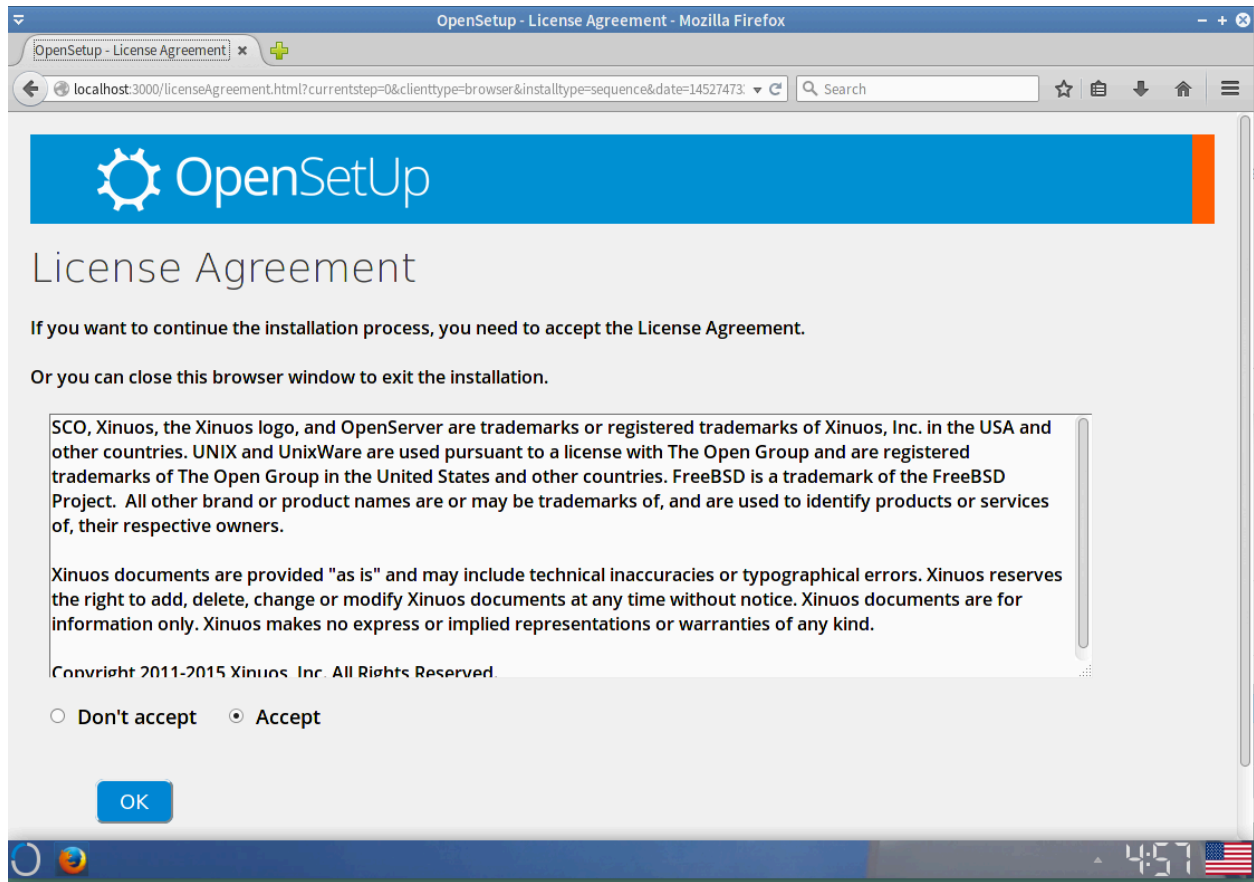 OpenSetup - License Agreement - Mozilla Firefox
OpenSetup - License Agreement
localhost:3000/licenseAgreement.html?currentstep=0&clienttype=browser&installtype=sequence&date=14527473
Search
OpenSetUp
License Agreement
If you want to continue the installation process, you need to accept the License Agreement.
Or you can close this browser window to exit the installation.
SCO, Xinuos, the Xinuos logo, and OpenServer are trademarks or registered trademarks of Xinuos, Inc. in the USA and
other countries. UNIX and UnixWare are used pursuant to a license with The Open Group and are registered
trademarks of The Open Group in the United States and other countries. FreeBSD is a trademark of the FreeBSD
Project.  All other brand or product names are or may be trademarks of, and are used to identify products or services
of, their respective owners.
Xinuos documents are provided "as is" and may include technical inaccuracies or typographical errors. Xinuos reserves
the right to add, delete, change or modify Xinuos documents at any time without notice. Xinuos documents are for
information only. Xinuos makes no express or implied representations or warranties of any kind.
Copyright 2011-2015 Xinuos, Inc. All Rights Reserved.
Don't accept Accept
OK
4:57